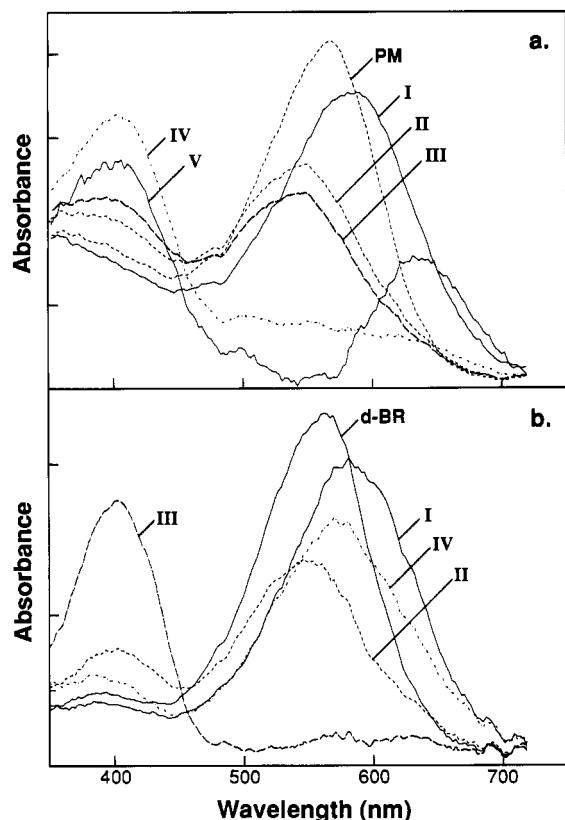 a.
PM
I
II
III
IV
V
Absorbance
b.
d-BR
I
IV
II
III
Absorbance
400
500
600
700
Wavelength (nm)